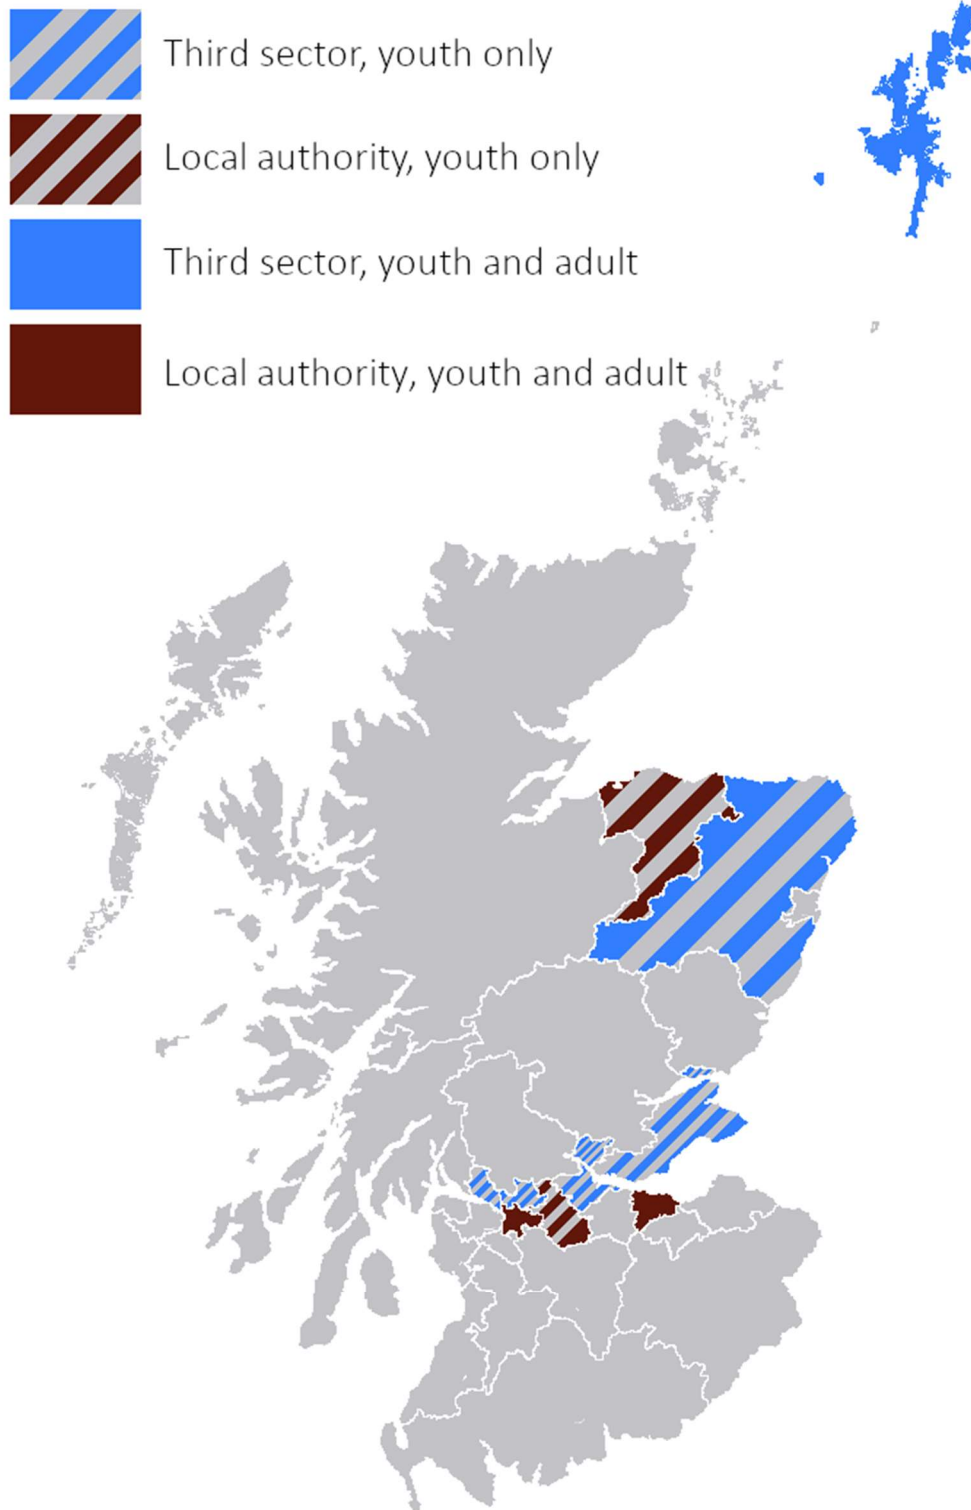 Third sector, youth only
Local authority, youth only
Third sector, youth and adult
Local authority, youth and adult